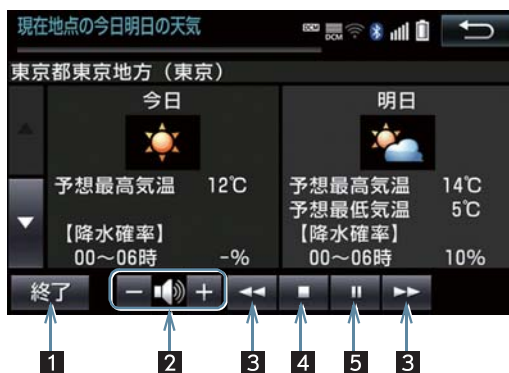 現在地点の今日明日の天気
DCM
DCM
東京都東京地方（東京）
今日
明日
予想最高気温 12℃
予想最高気温 14℃
予想最低気温 5℃
【降水確率】
00～06時 -%
【降水確率】
00～06時 10%
終了
1 2 3 4 5 3